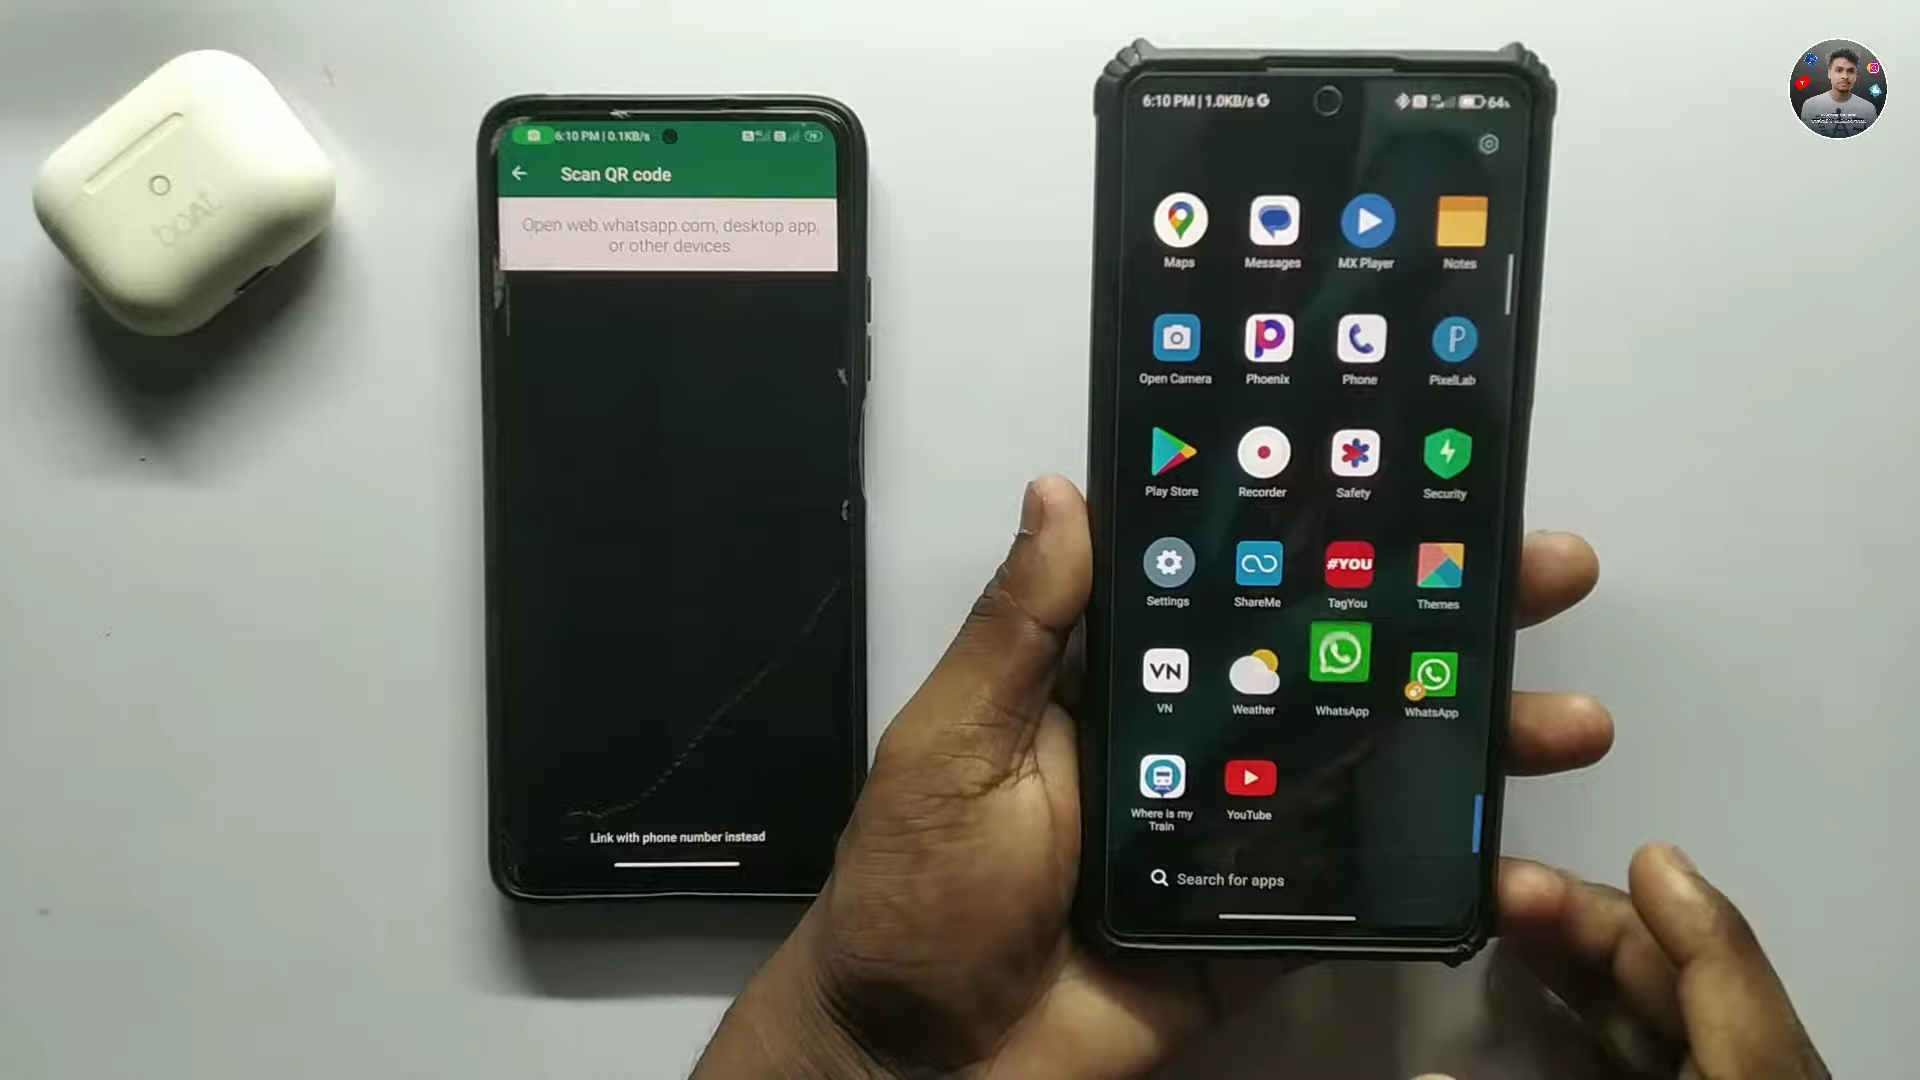 boAt
6:10 PM | 0.1KB/s
Scan QR code
Open web.whatsapp.com, desktop app,
or other devices.
Link with phone number instead
6:10 PM | 1.0KB/s G
64%
Maps
Messages
MX Player
Notes
Open Camera
Phoenix
Phone
PixelLab
Play Store
Recorder
Safety
Security
#YOU
Settings
ShareMe
TagYou
Themes
VN
VN
Weather
WhatsApp
WhatsApp
Where is my
Train
YouTube
Search for apps